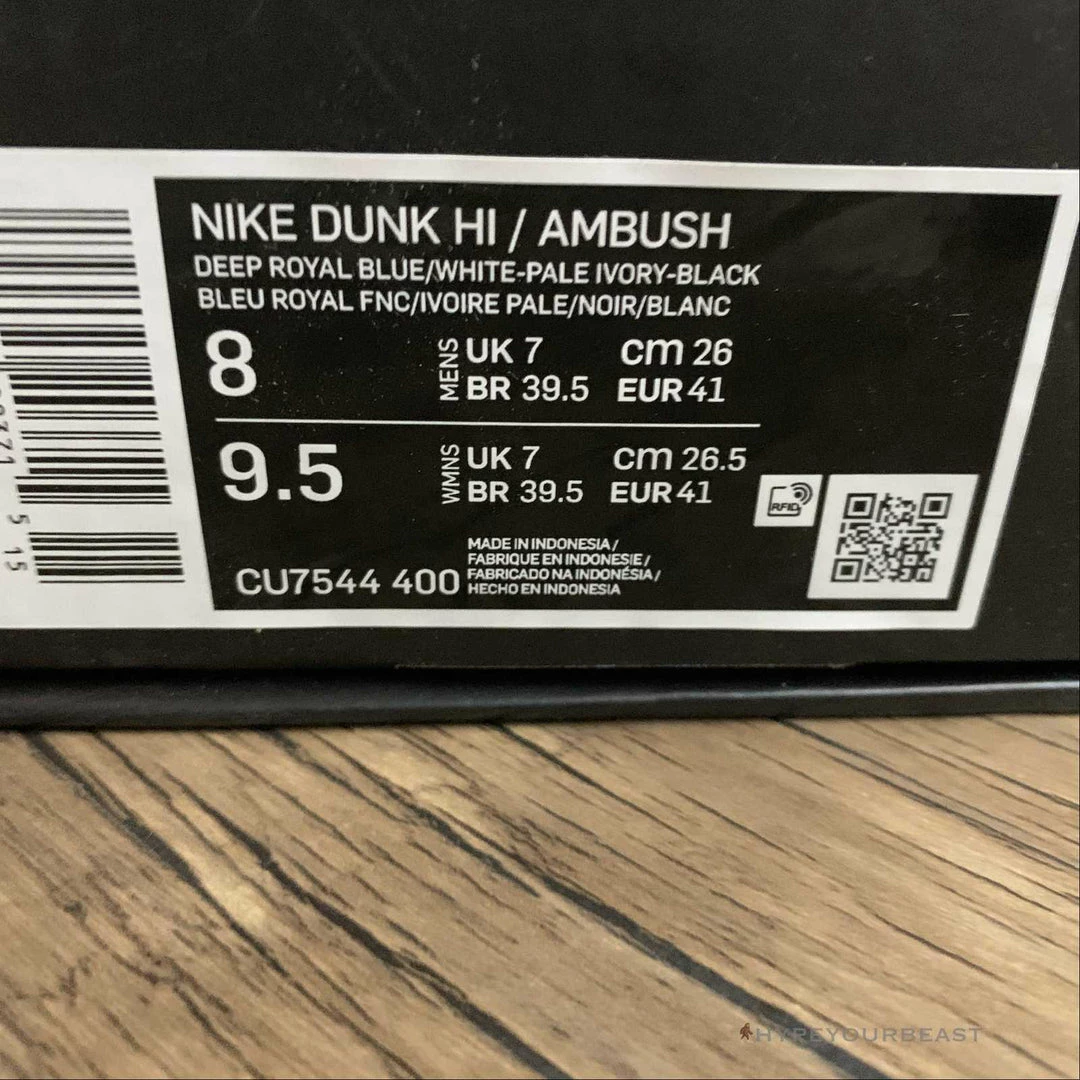 NIKE DUNK HI / AMBUSH
DEEP ROYAL BLUE/WHITE-PALE IVORY-BLACK
BLEU ROYAL FNC/IVOIRE PALE/NOIR/BLANC
8 MENS UK 7 cm 26
BR 39.5 EUR 41
9.5 WMNS UK 7 cm 26.5
BR 39.5 EUR 41
RFID
MADE IN INDONESIA/
FABRIQUE EN INDONESIE/
CU7544 400 FABRICADO NA INDONÉSIA/
HECHO EN INDONESIA
5 15
HYPEYOURBEAST